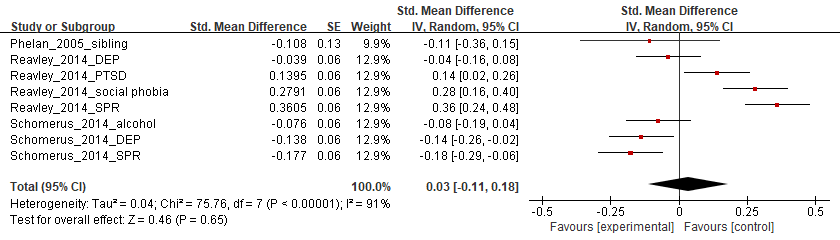 Std. Mean Difference
Std. Mean Difference
Study or Subgroup Std. Mean Difference SE Weight IV, Random, 95% CI IV, Random, 95% CI
Phelan_2005_sibling -0.108 0.13 9.9% -0.11 [-0.36, 0.15]
Reavley_2014_DEP -0.039 0.06 12.9% -0.04 [-0.16, 0.08]
Reavley_2014_PTSD 0.1395 0.06 12.9% 0.14 [0.02, 0.26]
Reavley_2014_social phobia 0.2791 0.06 12.9% 0.28 [0.16, 0.40]
Reavley_2014_SPR 0.3605 0.06 12.9% 0.36 [0.24, 0.48]
Schomerus_2014_alcohol -0.076 0.06 12.9% -0.08 [-0.19, 0.04]
Schomerus_2014_DEP -0.138 0.06 12.9% -0.14 [-0.26, -0.02]
Schomerus_2014_SPR -0.177 0.06 12.9% -0.18 [-0.29, -0.06]
Total (95% CI) 100.0% 0.03 [-0.11, 0.18]
Heterogeneity: Tau² = 0.04; Chi² = 75.76, df = 7 (P < 0.00001); I² = 91%
Test for overall effect: Z = 0.46 (P = 0.65)
-0.5 -0.25 0 0.25 0.5
Favours [experimental] Favours [control]